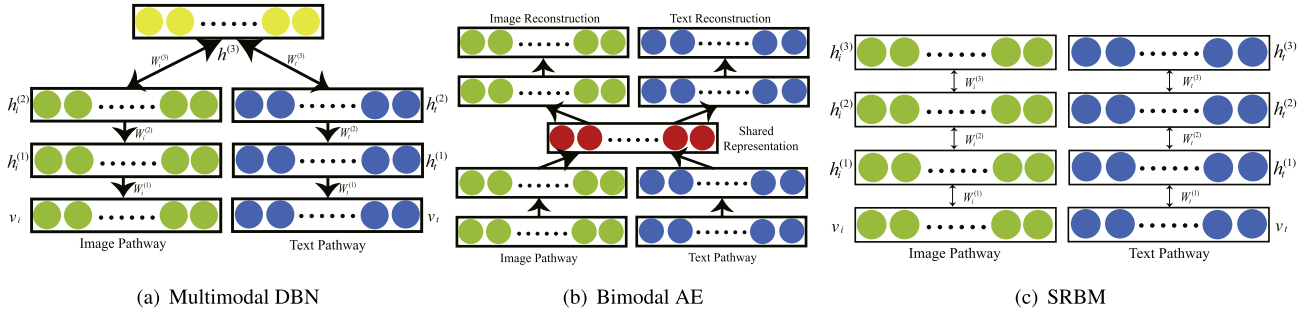 h^{(3)}
W_i^{(3)} W_t^{(3)}
h_i^{(2)} h_t^{(2)}
W_i^{(2)} W_t^{(2)}
h_i^{(1)} h_t^{(1)}
W_i^{(1)} W_t^{(1)}
v_i v_t
Image Pathway Text Pathway
(a) Multimodal DBN
Image Reconstruction Text Reconstruction
Shared
Representation
Image Pathway Text Pathway
(b) Bimodal AE
h_i^{(3)} h_t^{(3)}
W_i^{(3)} W_t^{(3)}
h_i^{(2)} h_t^{(2)}
W_i^{(2)} W_t^{(2)}
h_i^{(1)} h_t^{(1)}
W_i^{(1)} W_t^{(1)}
v_i v_t
Image Pathway Text Pathway
(c) SRBM